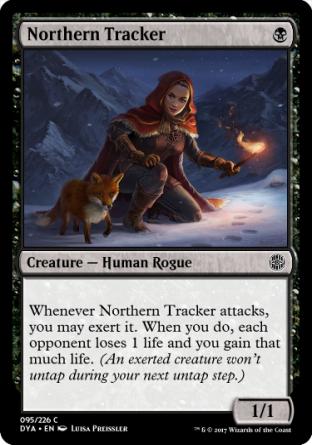 Northern Tracker
Creature — Human Rogue
Whenever Northern Tracker attacks,
you may exert it. When you do, each
opponent loses 1 life and you gain that
much life. (An exerted creature won't
untap during your next untap step.)
1/1
095/226 C
DYA • EN Luisa Preissler
™ & © 2017 Wizards of the Coast